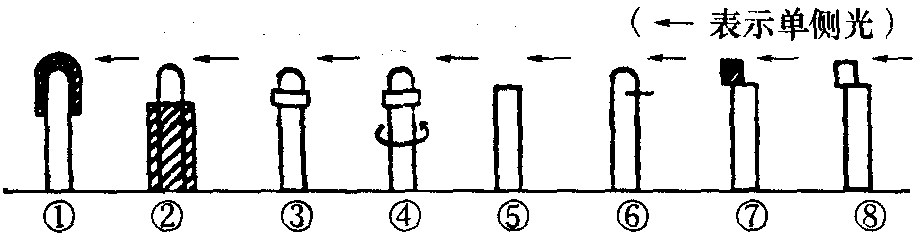 (← 表示单侧光)
① ② ③ ④ ⑤ ⑥ ⑦ ⑧